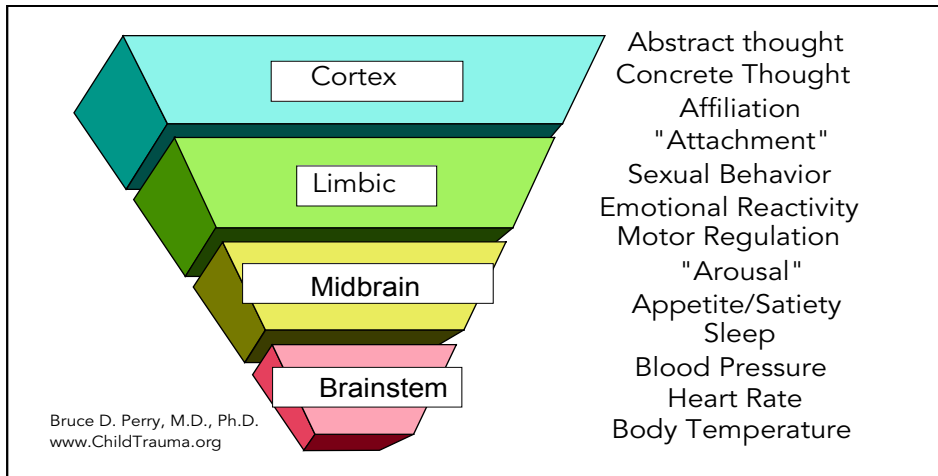 Cortex
Limbic
Midbrain
Brainstem
Abstract thought
Concrete Thought
Affiliation
"Attachment"
Sexual Behavior
Emotional Reactivity
Motor Regulation
"Arousal"
Appetite/Satiety
Sleep
Blood Pressure
Heart Rate
Body Temperature
Bruce D. Perry, M.D., Ph.D.
www.ChildTrauma.org